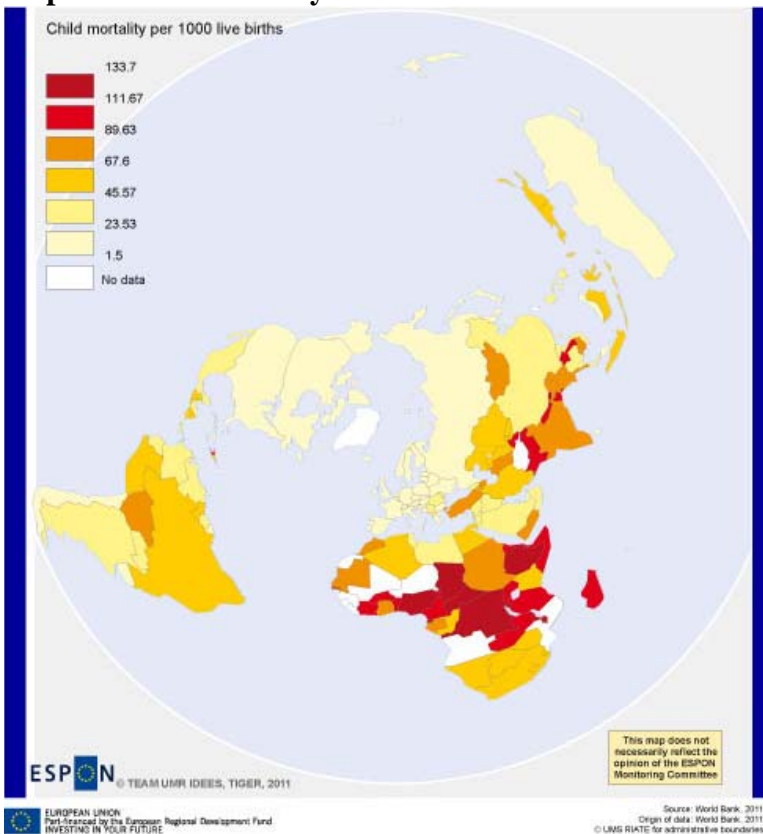 Child mortality per 1000 live births
133.7
111.67
89.63
67.6
45.57
23.53
1.5
No data
This map does not
necessarily reflect the
opinion of the ESPON
Monitoring Committee
ESPON
© TEAM UMR IDEES, TIGER, 2011
EUROPEAN UNION
Part-financed by the European Regional Development Fund
INVESTING IN YOUR FUTURE
Source: World Bank, 2011
Origin of data: World Bank, 2011
© UMS RIATE for administrative boundaries